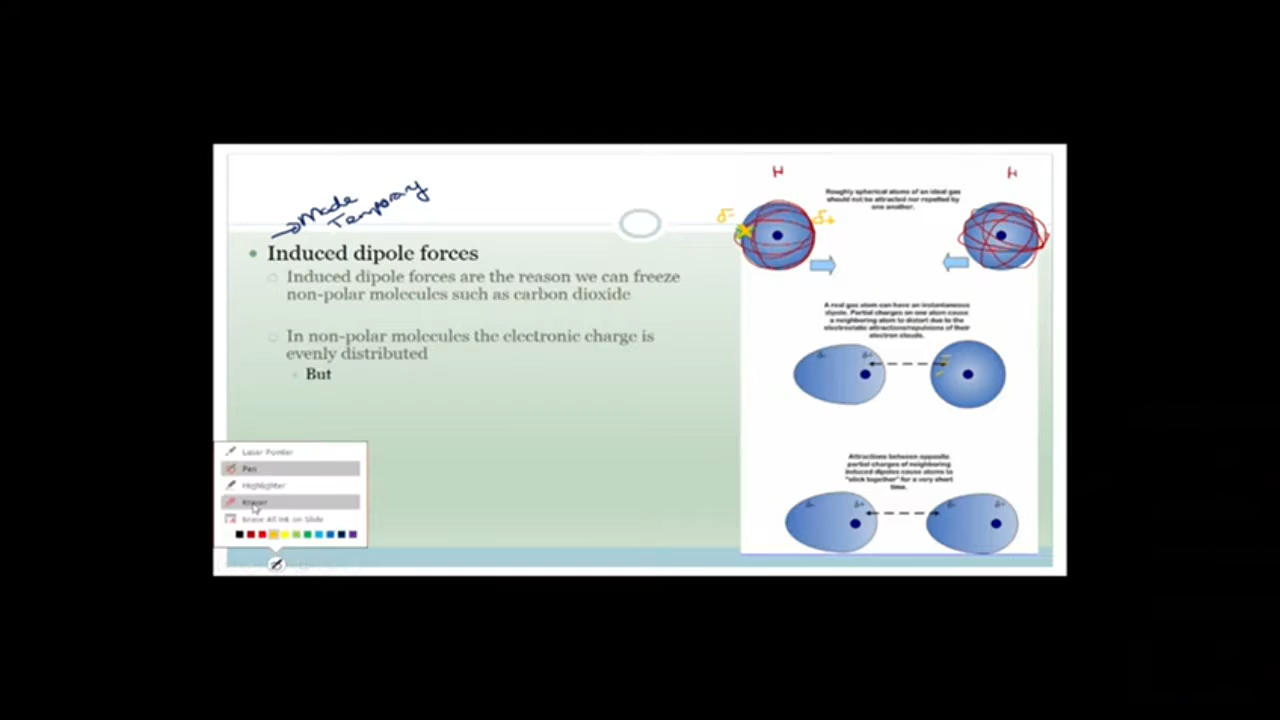 → Made
Temporary
Induced dipole forces
Induced dipole forces are the reason we can freeze
non-polar molecules such as carbon dioxide
In non-polar molecules the electronic charge is
evenly distributed
But
H
H
Roughly spherical atoms of an ideal gas
should not be attracted nor repelled by
one another.
δ-
δ+
A real gas atom can have an instantaneous
dipole. Partial charges on one atom cause
a neighboring atom to distort due to the
electrostatic attractions/repulsions of their
electron clouds.
δ-
δ+
Attractions between opposite
partial charges of neighboring
induced dipoles cause atoms to
"stick together" for a very short
time.
δ-
δ+
δ-
δ+
Laser Pointer
Pen
Highlighter
Eraser
Erase All Ink on Slide